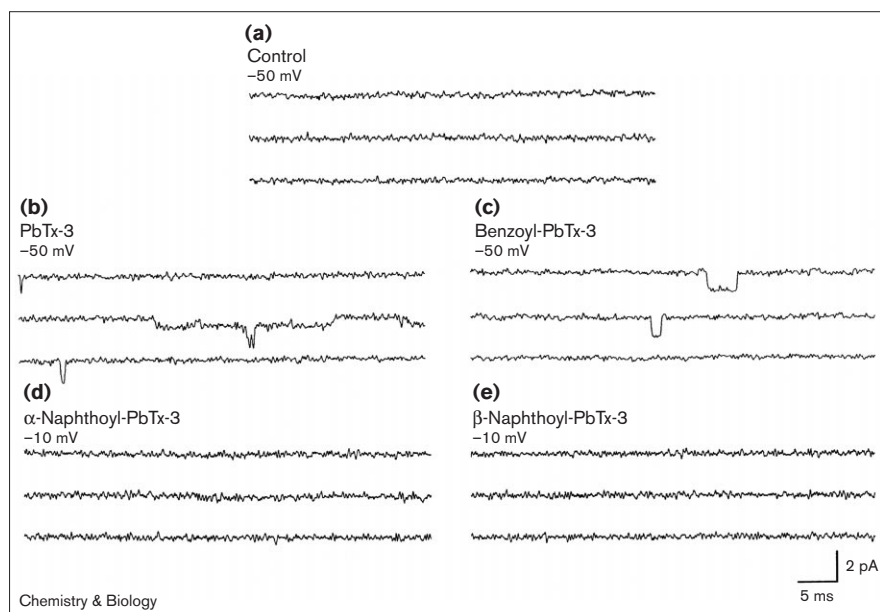 (a)
Control
−50 mV
(b)
PbTx-3
−50 mV
(c)
Benzoyl-PbTx-3
−50 mV
(d)
α-Naphthoyl-PbTx-3
−10 mV
(e)
β-Naphthoyl-PbTx-3
−10 mV
2 pA
5 ms
Chemistry & Biology